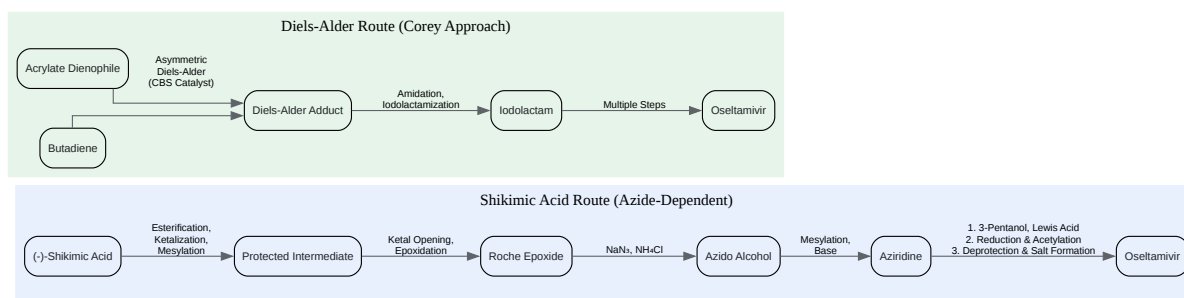 Diels-Alder Route (Corey Approach)
Acrylate Dienophile
Asymmetric
Diels-Alder
(CBS Catalyst)
Butadiene
Diels-Alder Adduct
Amidation,
Iodolactamization
Iodolactam
Multiple Steps
Oseltamivir
Shikimic Acid Route (Azide-Dependent)
(-)-Shikimic Acid
Esterification,
Ketalization,
Mesylation
Protected Intermediate
Ketal Opening,
Epoxidation
Roche Epoxide
NaN₃, NH₄Cl
Azido Alcohol
Mesylation,
Base
Aziridine
1. 3-Pentanol, Lewis Acid
2. Reduction & Acetylation
3. Deprotection & Salt Formation
Oseltamivir